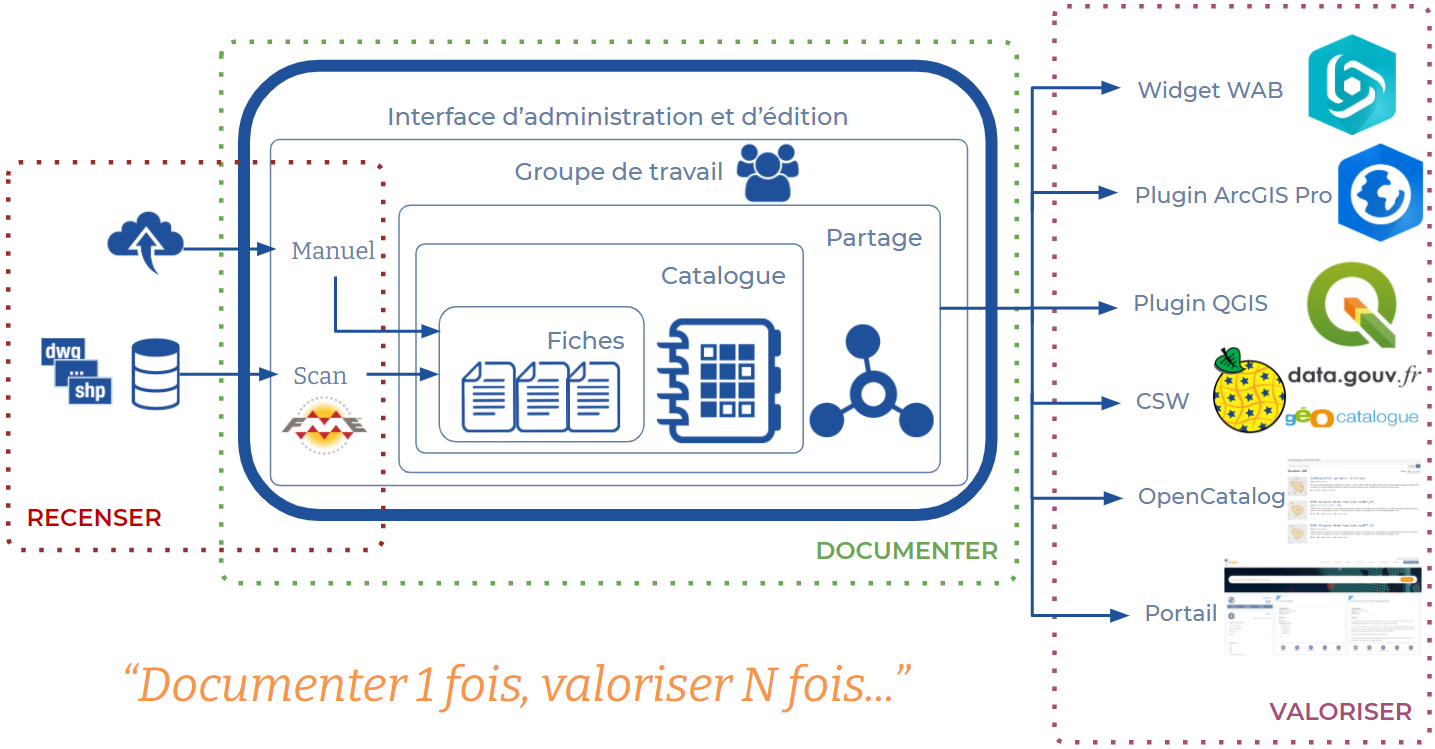 Interface d’administration et d’édition
Groupe de travail
Partage
Catalogue
Fiches
Manuel
Scan
dwg
...
shp
FME
RECENSER
DOCUMENTER
Widget WAB
Plugin ArcGIS Pro
Plugin QGIS
CSW
data.gouv.fr
géOcatalogue
OpenCatalog
Portail
VALORISER
“Documenter 1 fois, valoriser N fois...”